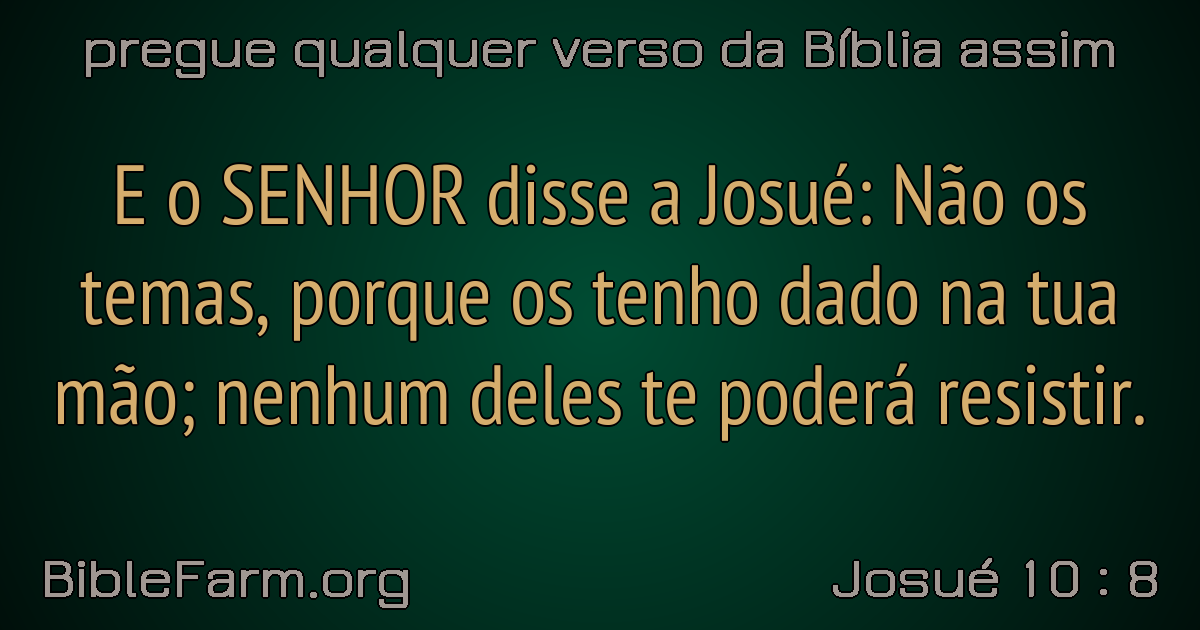 pregue qualquer verso da Bíblia assim
E o SENHOR disse a Josué: Não os
temas, porque os tenho dado na tua
mão; nenhum deles te poderá resistir.
BibleFarm.org
Josué 10 : 8